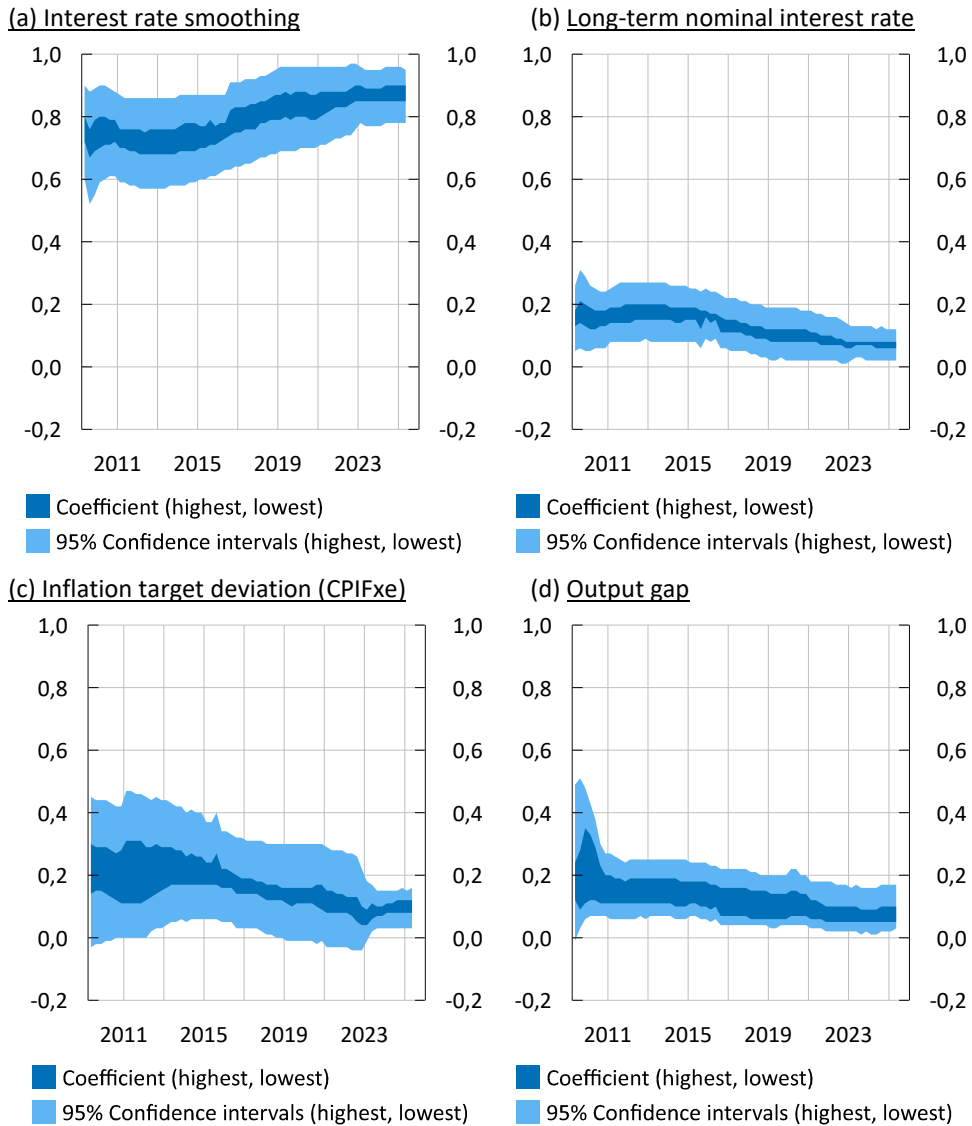 (a) Interest rate smoothing
1,0 1,0
0,8 0,8
0,6 0,6
0,4 0,4
0,2 0,2
0,0 0,0
-0,2 -0,2
2011 2015 2019 2023
Coefficient (highest, lowest)
95% Confidence intervals (highest, lowest)
(b) Long-term nominal interest rate
1,0 1,0
0,8 0,8
0,6 0,6
0,4 0,4
0,2 0,2
0,0 0,0
-0,2 -0,2
2011 2015 2019 2023
Coefficient (highest, lowest)
95% Confidence intervals (highest, lowest)
(c) Inflation target deviation (CPIFxe)
1,0 1,0
0,8 0,8
0,6 0,6
0,4 0,4
0,2 0,2
0,0 0,0
-0,2 -0,2
2011 2015 2019 2023
Coefficient (highest, lowest)
95% Confidence intervals (highest, lowest)
(d) Output gap
1,0 1,0
0,8 0,8
0,6 0,6
0,4 0,4
0,2 0,2
0,0 0,0
-0,2 -0,2
2011 2015 2019 2023
Coefficient (highest, lowest)
95% Confidence intervals (highest, lowest)